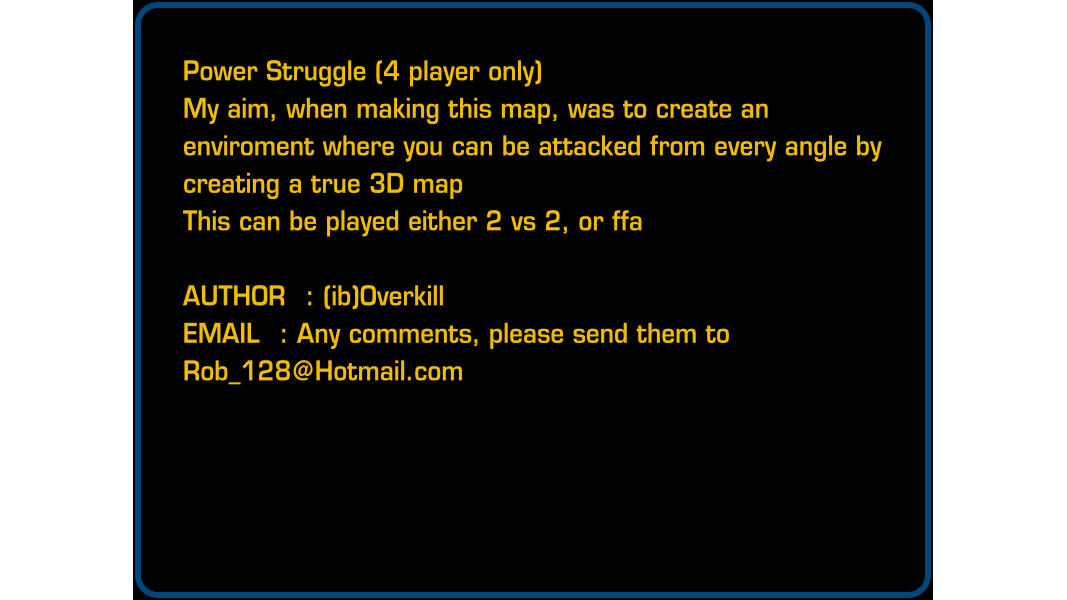 Power Struggle (4 player only)
My aim, when making this map, was to create an
enviroment where you can be attacked from every angle by
creating a true 3D map
This can be played either 2 vs 2, or ffa
AUTHOR : (ib)Overkill
EMAIL : Any comments, please send them to
Rob_128@Hotmail.com